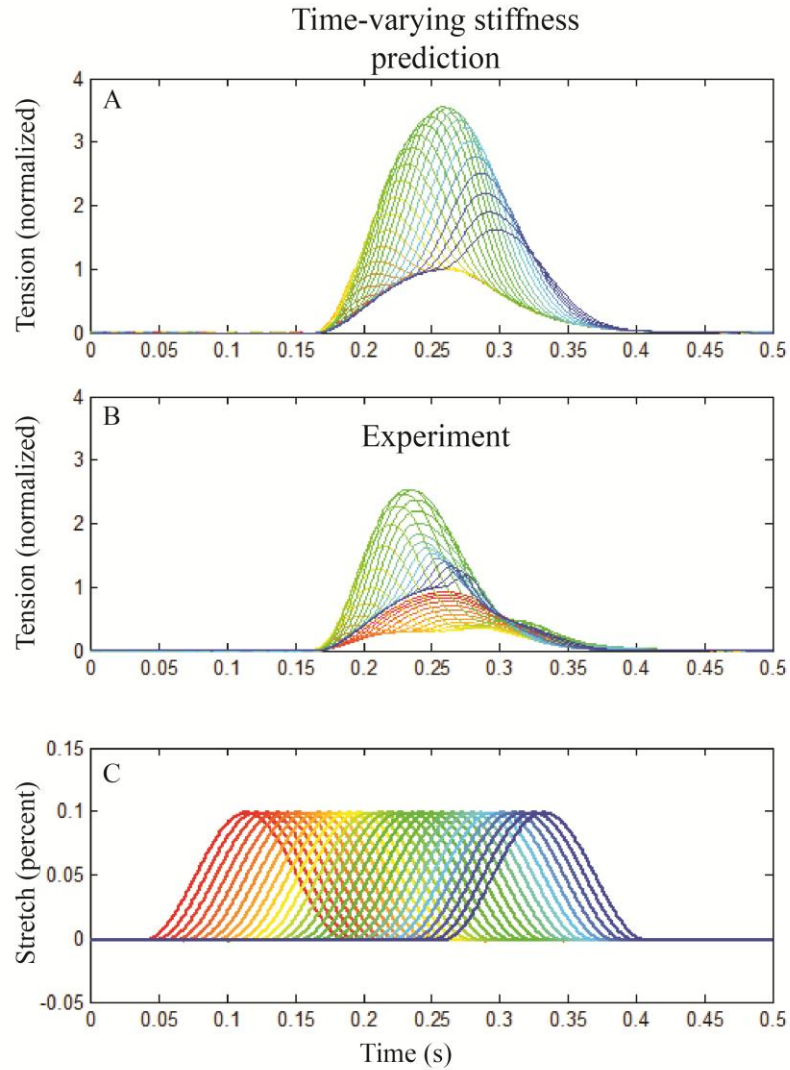 Time-varying stiffness
prediction
A
Tension (normalized)
4
3
2
1
0
0 0.05 0.1 0.15 0.2 0.25 0.3 0.35 0.4 0.45 0.5
B
Experiment
Tension (normalized)
4
3
2
1
0
0 0.05 0.1 0.15 0.2 0.25 0.3 0.35 0.4 0.45 0.5
C
Stretch (percent)
0.15
0.1
0.05
0
-0.05
0 0.05 0.1 0.15 0.2 0.25 0.3 0.35 0.4 0.45 0.5
Time (s)